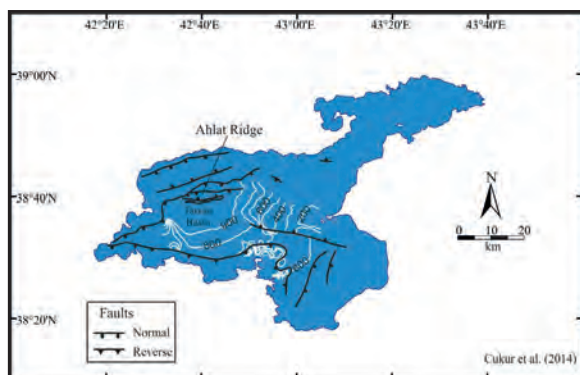 42°20'E 42°40'E 43°00'E 43°20'E 43°40'E
39°00'N
Ahlat Ridge
38°40'N
N
0 10 20
km
38°20'N
Faults
Normal
Reverse
Cukur et al. (2014)